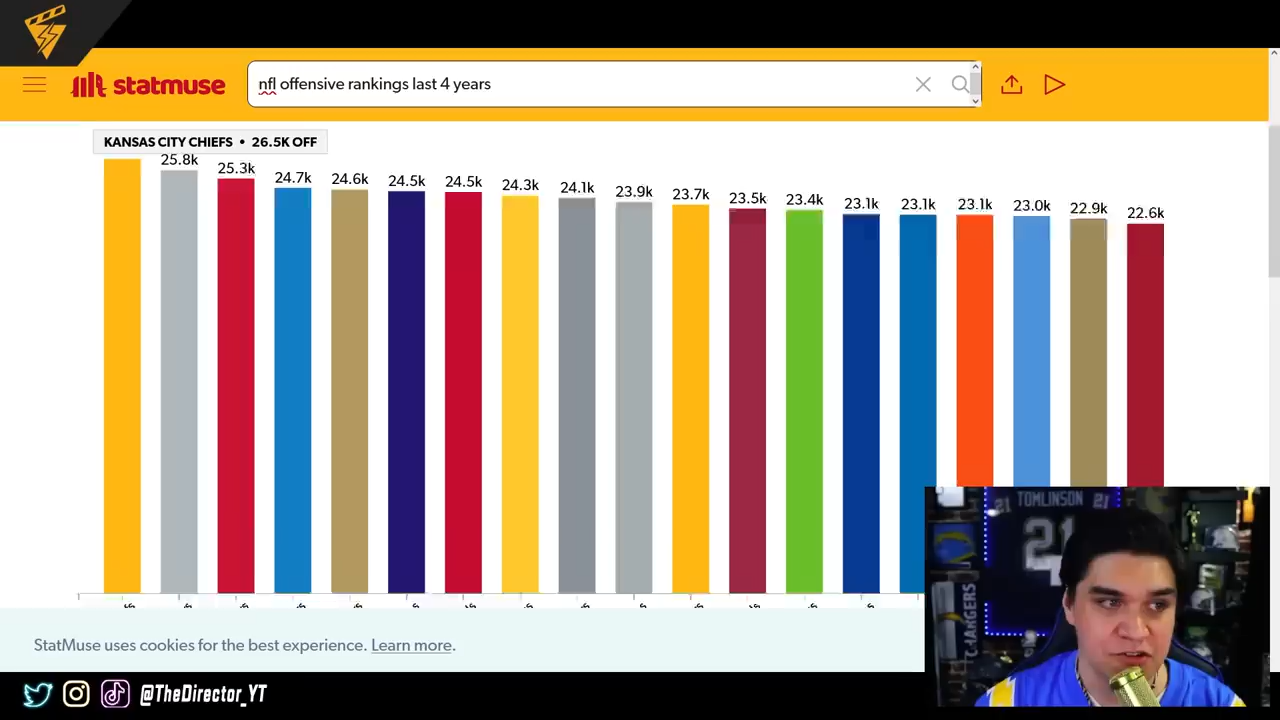 statmuse
nfl offensive rankings last 4 years
KANSAS CITY CHIEFS • 26.5K OFF
25.8k
25.3k
24.7k
24.6k
24.5k
24.5k
24.3k
24.1k
23.9k
23.7k
23.5k
23.4k
23.1k
23.1k
23.1k
23.0k
22.9k
22.6k
21 TOMLINSON 21
21
CHARGERS
StatMuse uses cookies for the best experience. Learn more.
@TheDirector_YT